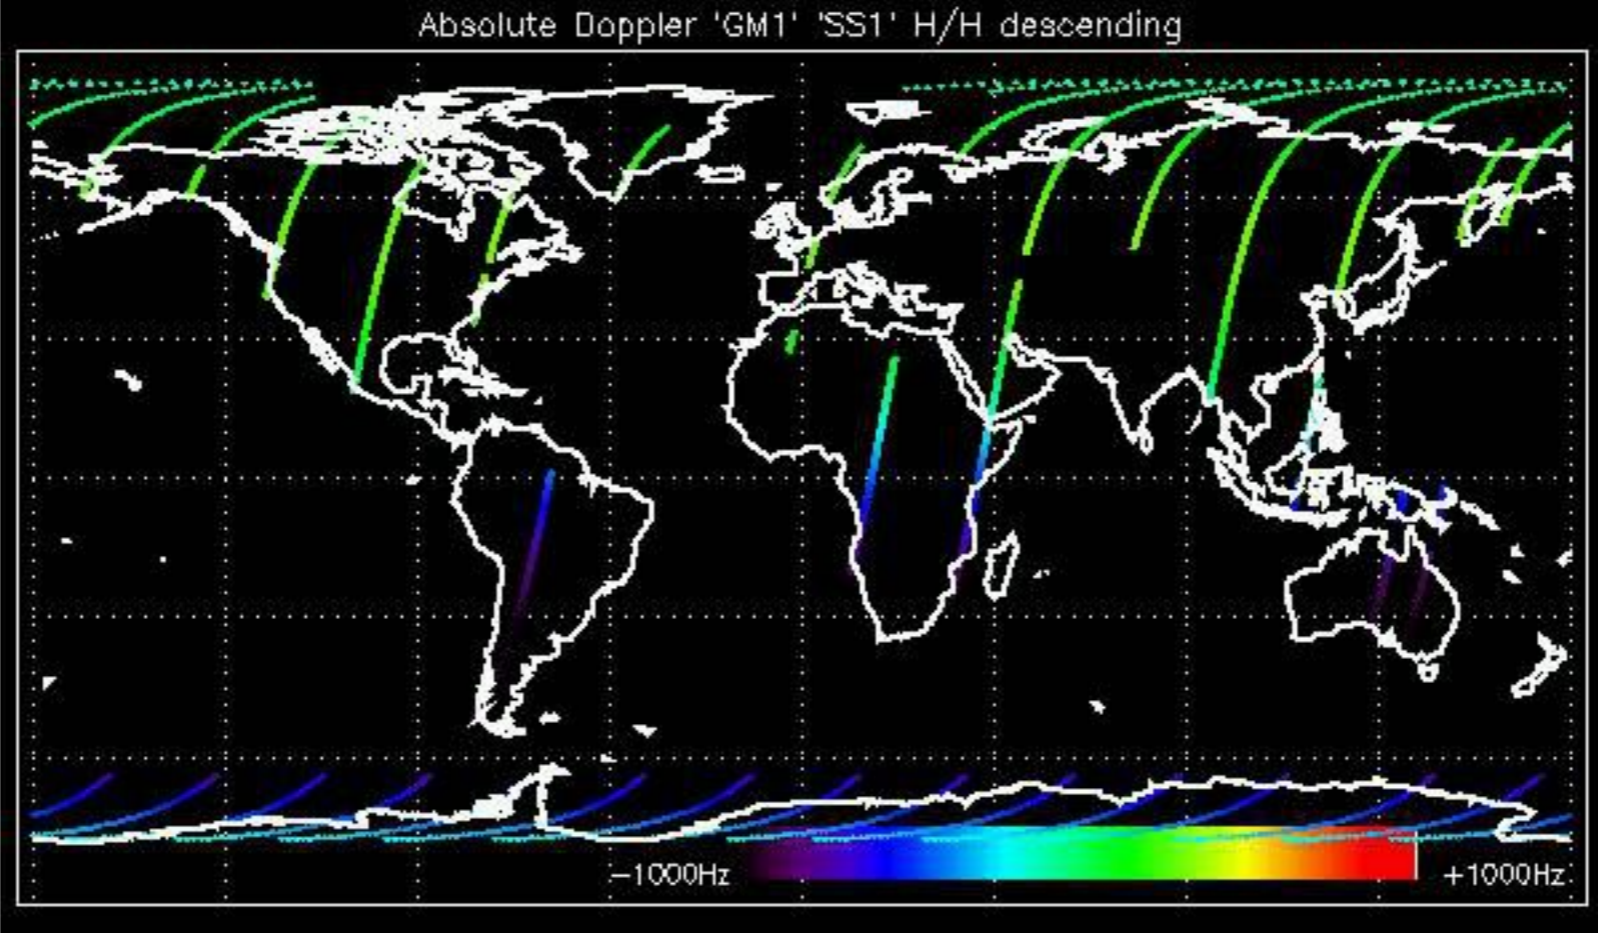 Absolute Doppler 'GM1' 'SS1' H/H descending
−1000Hz +1000Hz